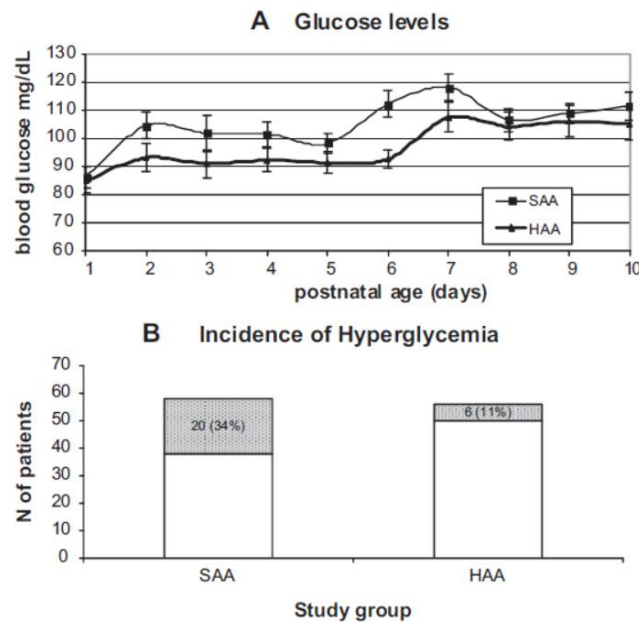 A Glucose levels
130
120
110
100
90
80
70
60
blood glucose mg/dL
SAA
HAA
1 2 3 4 5 6 7 8 9 10
postnatal age (days)
B Incidence of Hyperglycemia
70
60
50
40
30
20
10
0
N of patients
20 (34%)
6 (11%)
SAA HAA
Study group